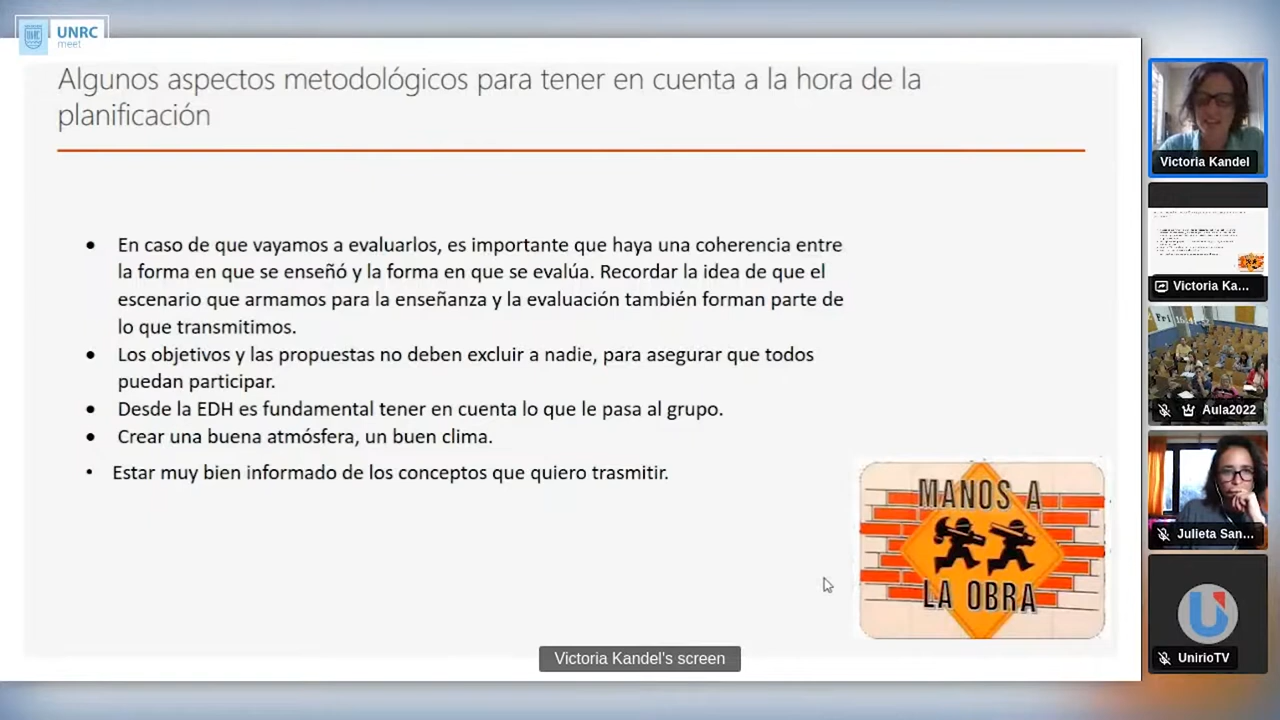 UNRC
meet
Algunos aspectos metodológicos para tener en cuenta a la hora de la
planificación
• En caso de que vayamos a evaluarlos, es importante que haya una coherencia entre
la forma en que se enseñó y la forma en que se evalúa. Recordar la idea de que el
escenario que armamos para la enseñanza y la evaluación también forman parte de
lo que transmitimos.
• Los objetivos y las propuestas no deben excluir a nadie, para asegurar que todos
puedan participar.
• Desde la EDH es fundamental tener en cuenta lo que le pasa al grupo.
• Crear una buena atmósfera, un buen clima.
• Estar muy bien informado de los conceptos que quiero trasmitir.
MANOS A
LA OBRA
Victoria Kandel's screen
Victoria Kandel
Victoria Ka...
Aula2022
Julieta San...
UnirioTV